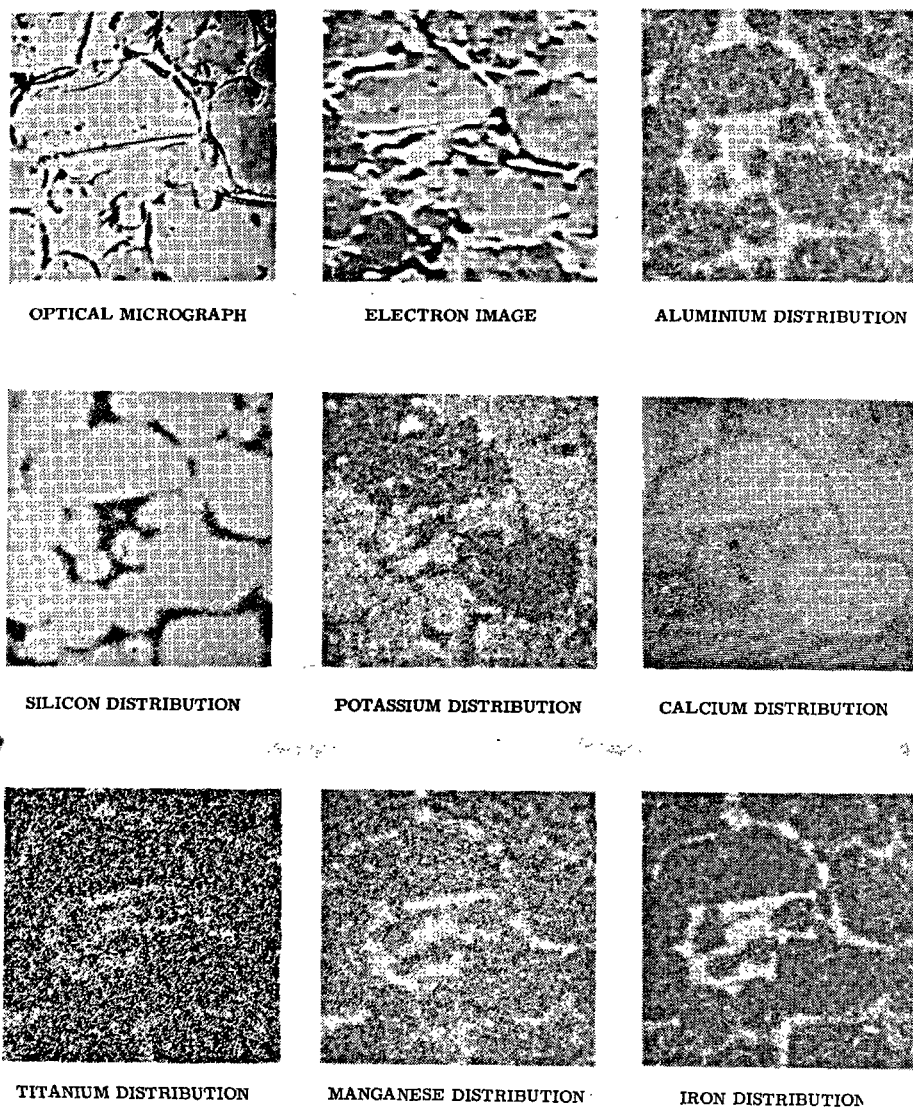 OPTICAL MICROGRAPH
ELECTRON IMAGE
ALUMINIUM DISTRIBUTION
SILICON DISTRIBUTION
POTASSIUM DISTRIBUTION
CALCIUM DISTRIBUTION
TITANIUM DISTRIBUTION
MANGANESE DISTRIBUTION
IRON DISTRIBUTION